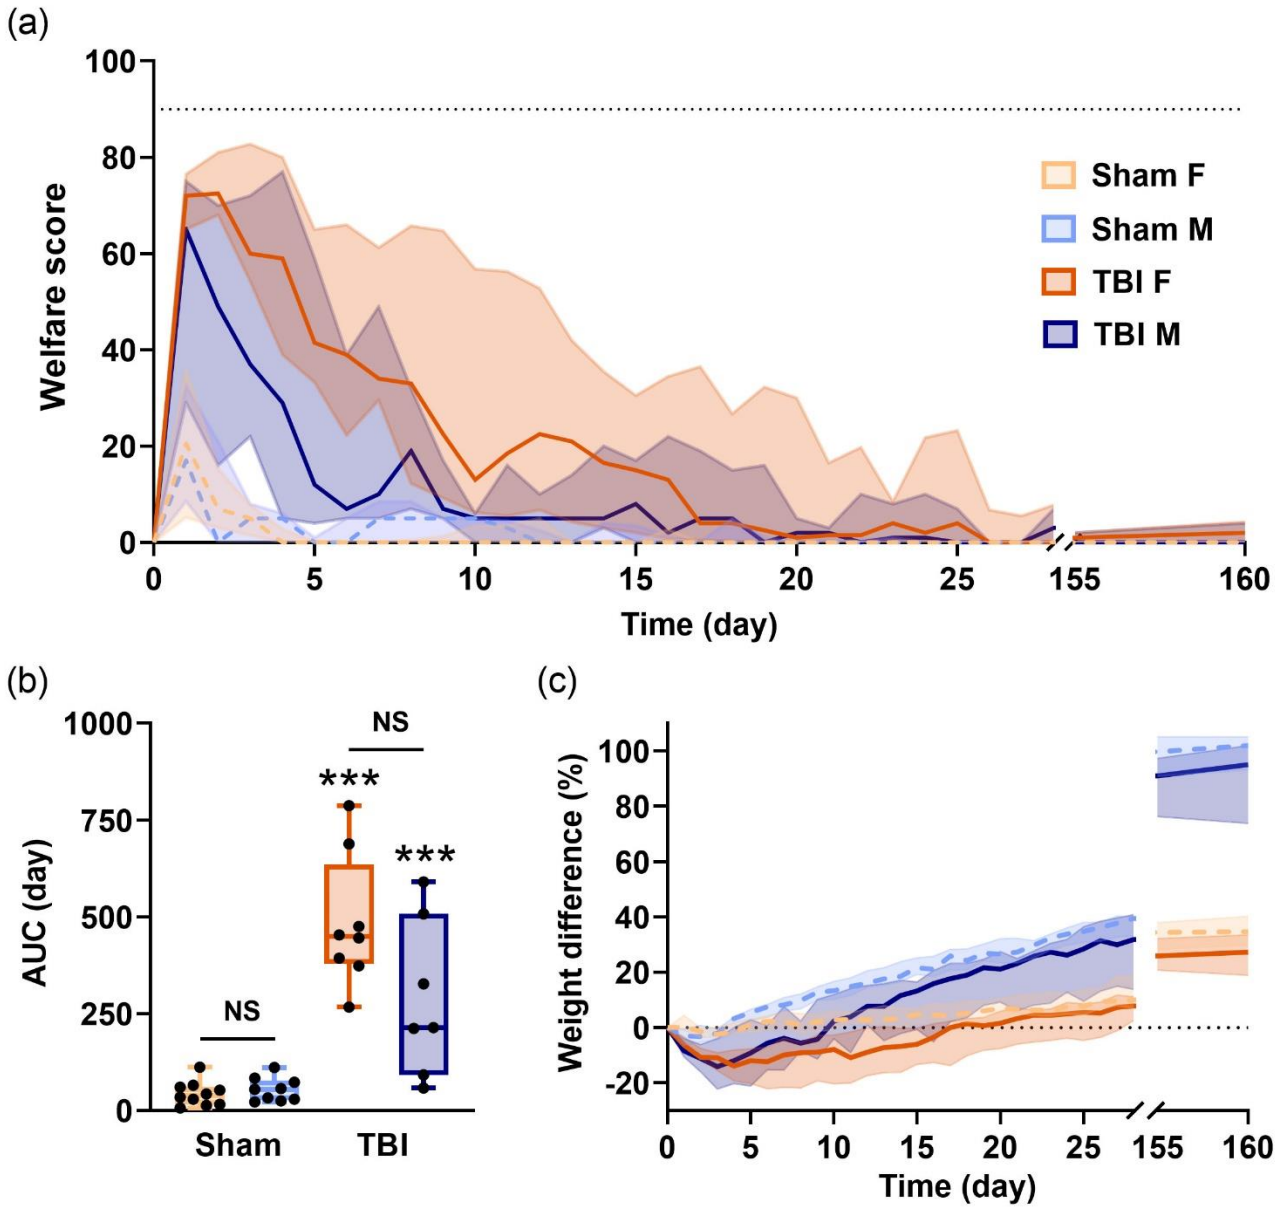 (a)
100
80
60
40
20
0
Welfare score
Sham F
Sham M
TBI F
TBI M
0 5 10 15 20 25 155 160
Time (day)
(b)
1000
750
500
250
0
AUC (day)
NS
***
***
NS
Sham TBI
(c)
100
80
60
40
20
0
-20
Weight difference (%)
0 5 10 15 20 25 155 160
Time (day)